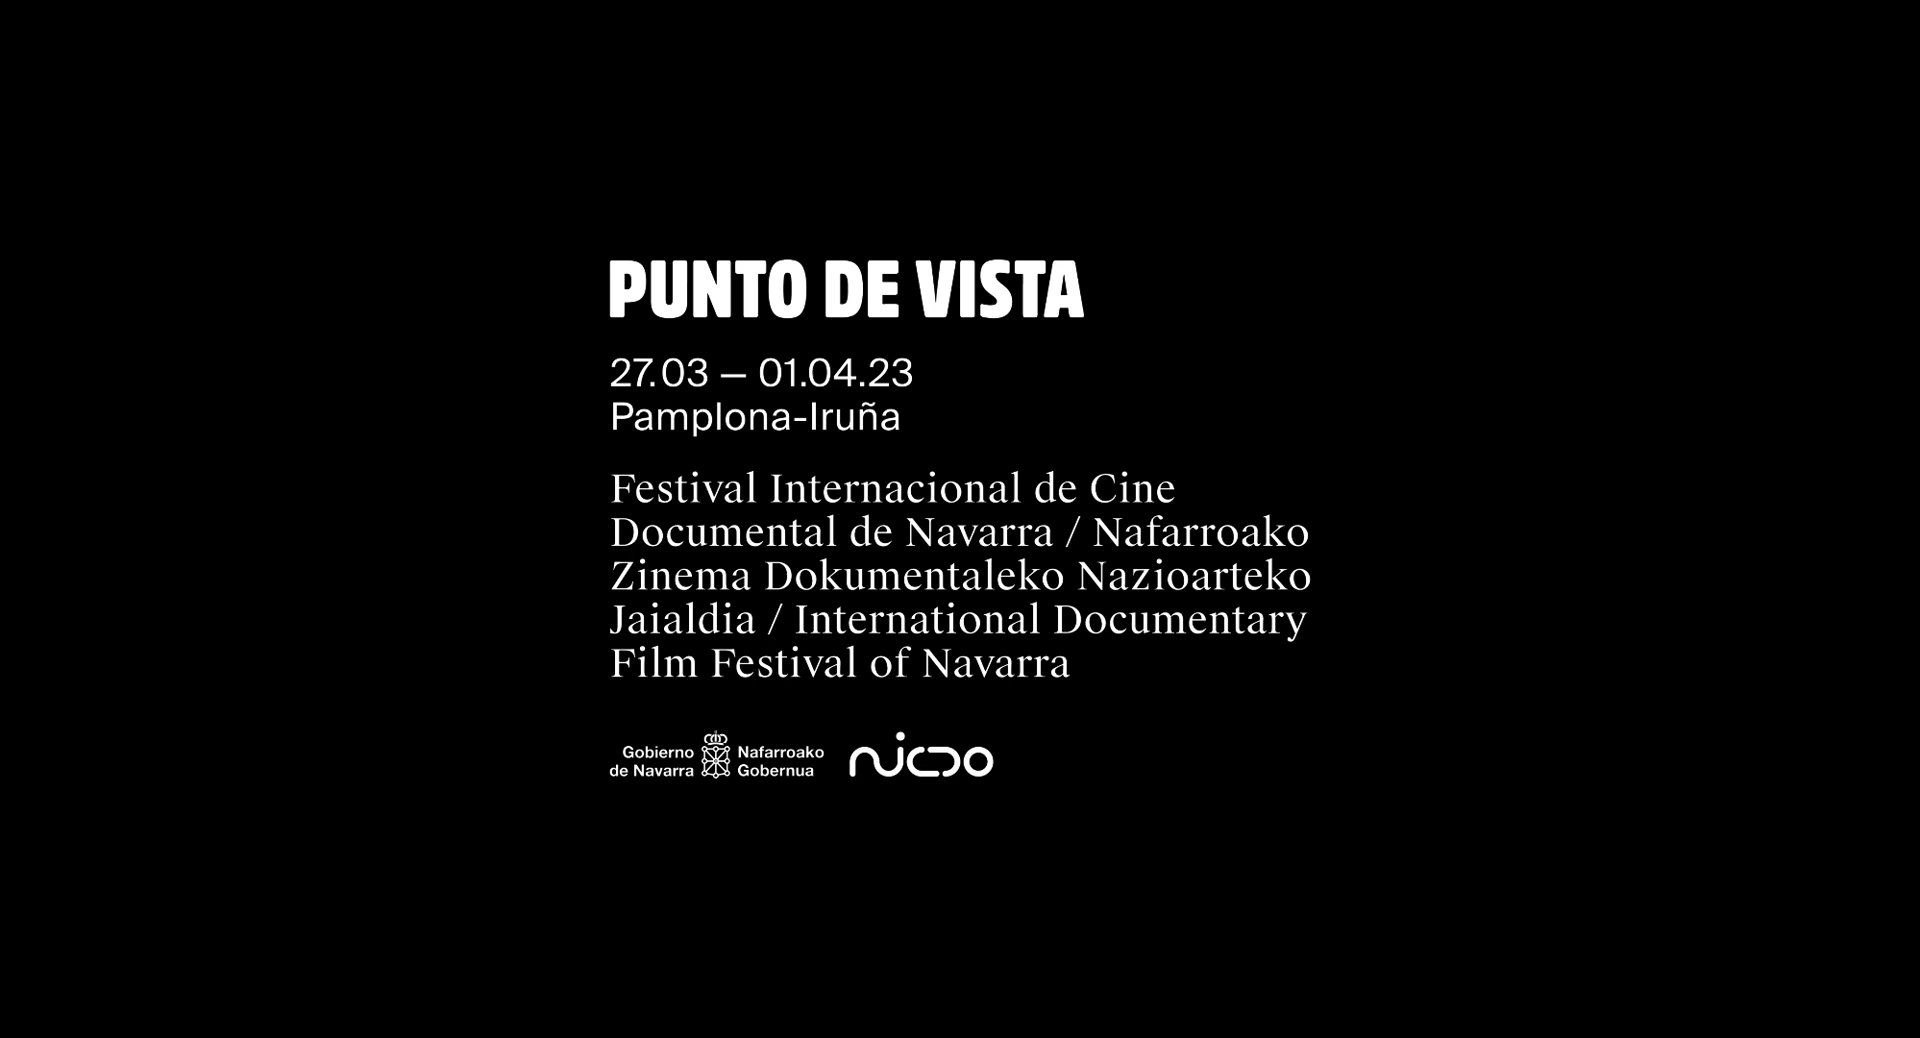 PUNTO DE VISTA
27.03 — 01.04.23
Pamplona-Iruña
Festival Internacional de Cine
Documental de Navarra / Nafarroako
Zinema Dokumentaleko Nazioarteko
Jaialdia / International Documentary
Film Festival of Navarra
Gobierno
de Navarra
Nafarroako
Gobernua
nicdo